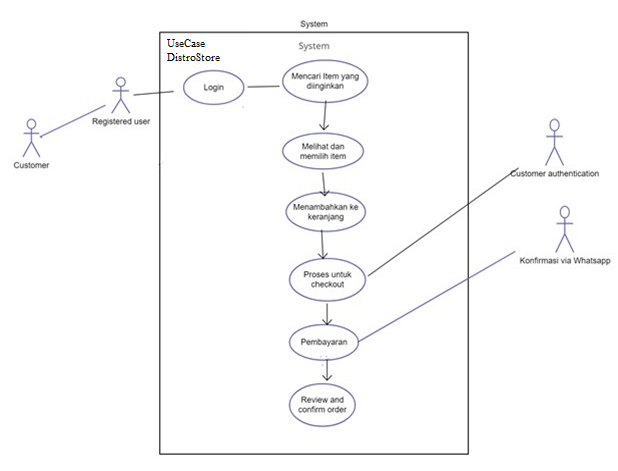 System
UseCase
DistroStore
System
Mencari Item yang
diinginkan
Login
Registered user
Customer
Melihat dan
memilih item
Customer authentication
Menambahkan ke
keranjang
Konfirmasi via Whatsapp
Proses untuk
checkout
Pembayaran
Review and
confirm order